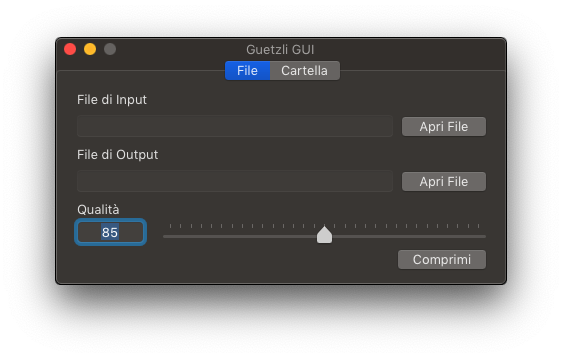 Guetzli GUI
File Cartella
File di Input
Apri File
File di Output
Apri File
Qualità
85
Comprimi